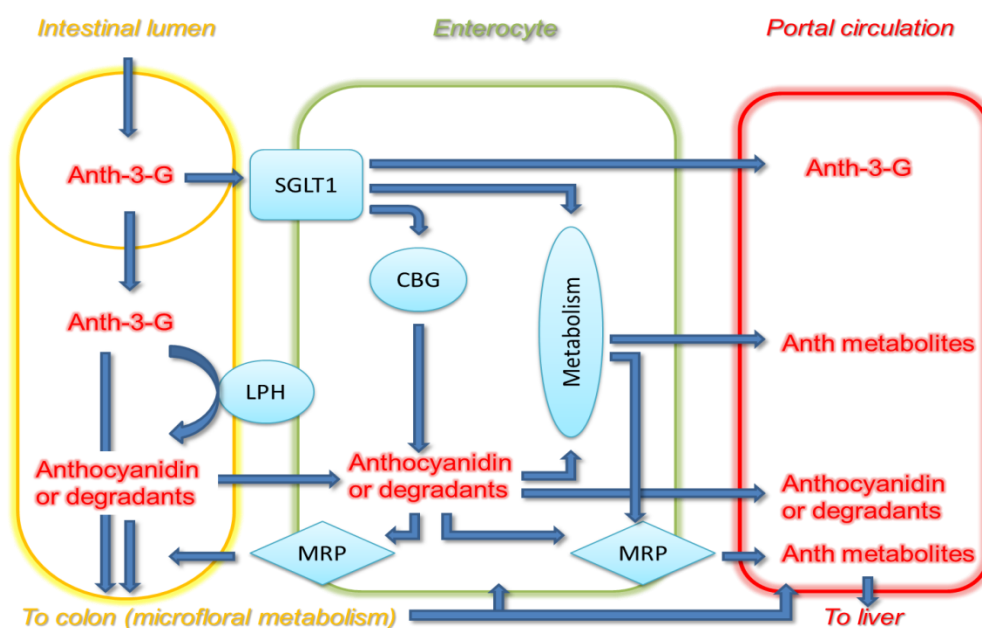 Intestinal lumen
Enterocyte
Portal circulation
Anth-3-G
SGLT1
Anth-3-G
CBG
Metabolism
Anth-3-G
LPH
Anth metabolites
Anthocyanidin
or degradants
Anthocyanidin
or degradants
Anthocyanidin
or degradants
MRP
MRP
Anth metabolites
To colon (microfloral metabolism)
To liver